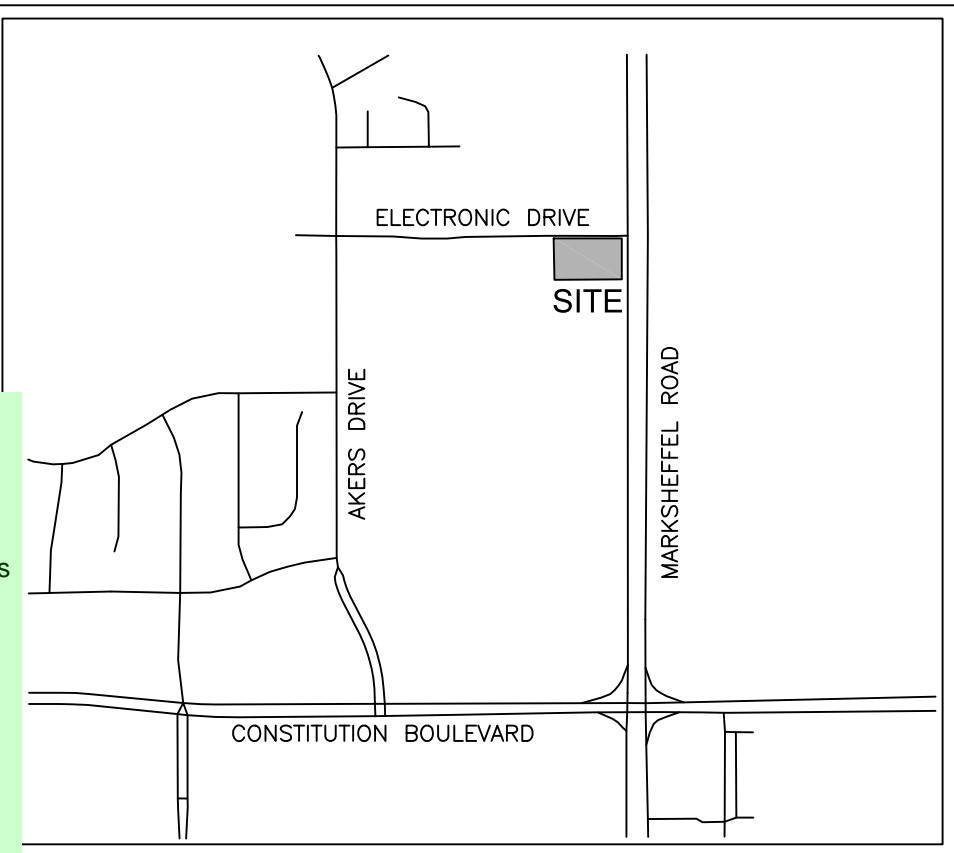 ELECTRONIC DRIVE
SITE
AKERS DRIVE
MARKSHEFFEL ROAD
s
CONSTITUTION BOULEVARD